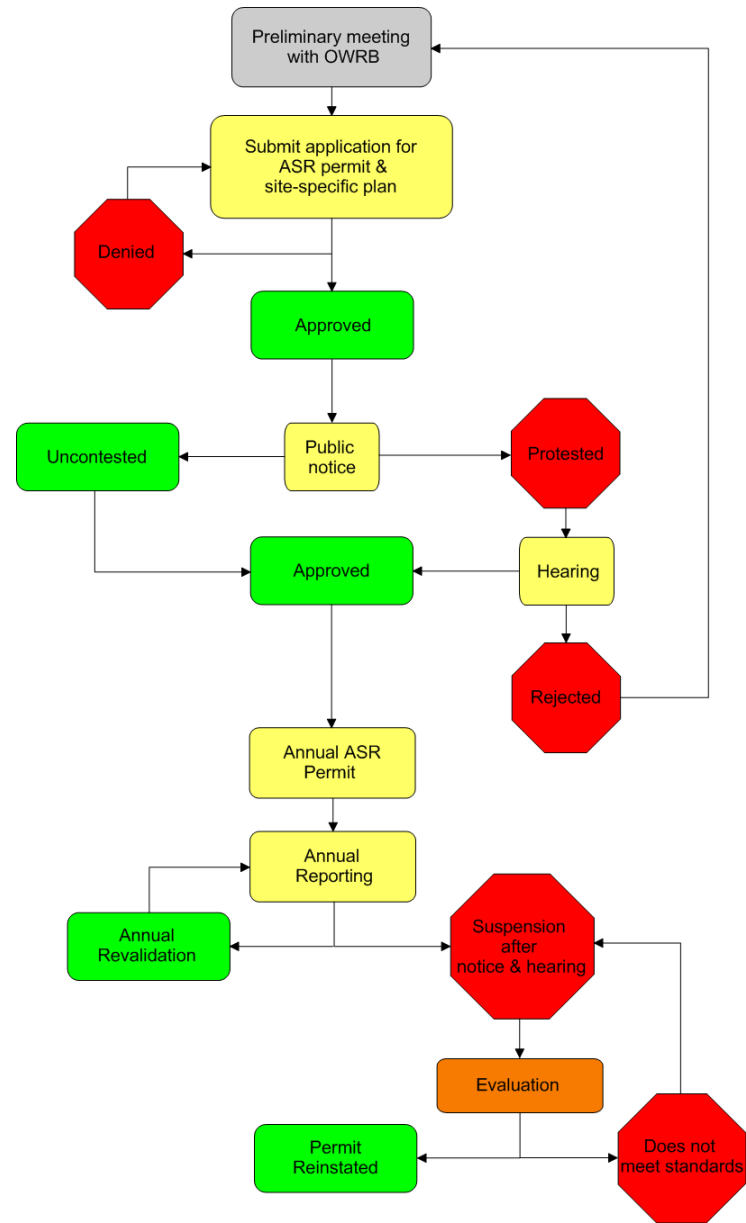 Preliminary meeting
with OWRB
Submit application for
ASR permit &
site-specific plan
Denied
Approved
Uncontested
Public
notice
Protested
Approved
Hearing
Rejected
Annual ASR
Permit
Annual
Reporting
Annual
Revalidation
Suspension
after
notice & hearing
Evaluation
Permit
Reinstated
Does not
meet standards